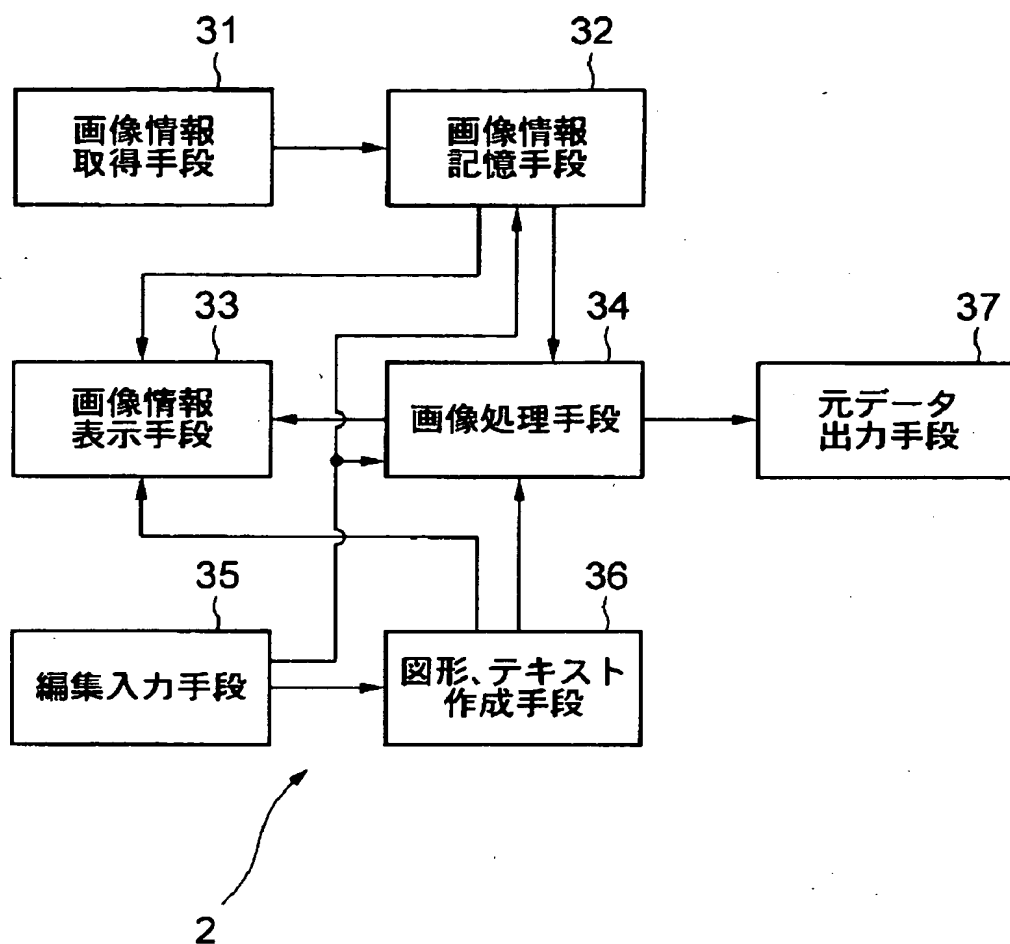 31
32
画像情報
取得手段
画像情報
記憶手段
33
34
37
画像情報
表示手段
画像処理手段
元データ
出力手段
35
36
編集入力手段
図形、テキスト
作成手段
2